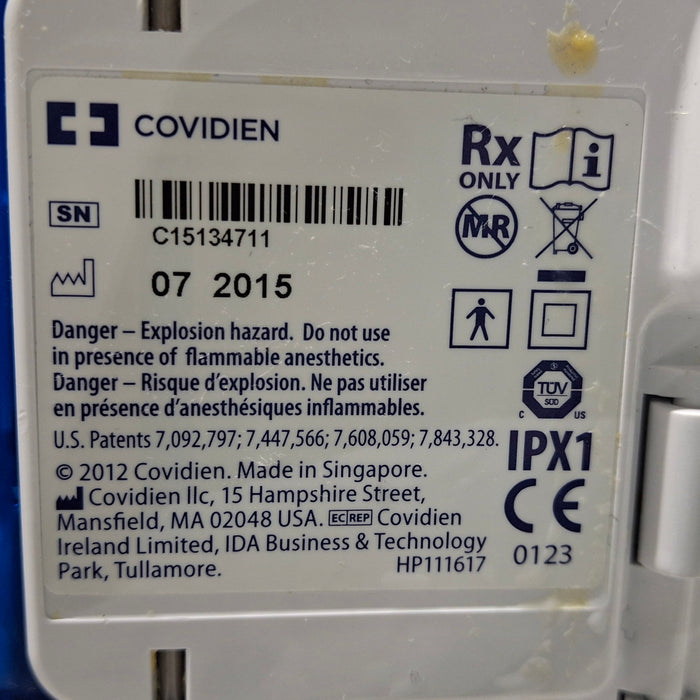 COVIDIEN
SN
C15134711
07 2015
Rx
ONLY
i
MR
Danger – Explosion hazard. Do not use
in presence of flammable anesthetics.
Danger – Risque d'explosion. Ne pas utiliser
en présence d'anesthésiques inflammables.
U.S. Patents 7,092,797; 7,447,566; 7,608,059; 7,843,328.
© 2012 Covidien. Made in Singapore.
Covidien llc, 15 Hampshire Street,
Mansfield, MA 02048 USA. EC REP Covidien
Ireland Limited, IDA Business & Technology
Park, Tullamore.
HP111617
TÜV
SÜD
C US
IPX1
CE
0123